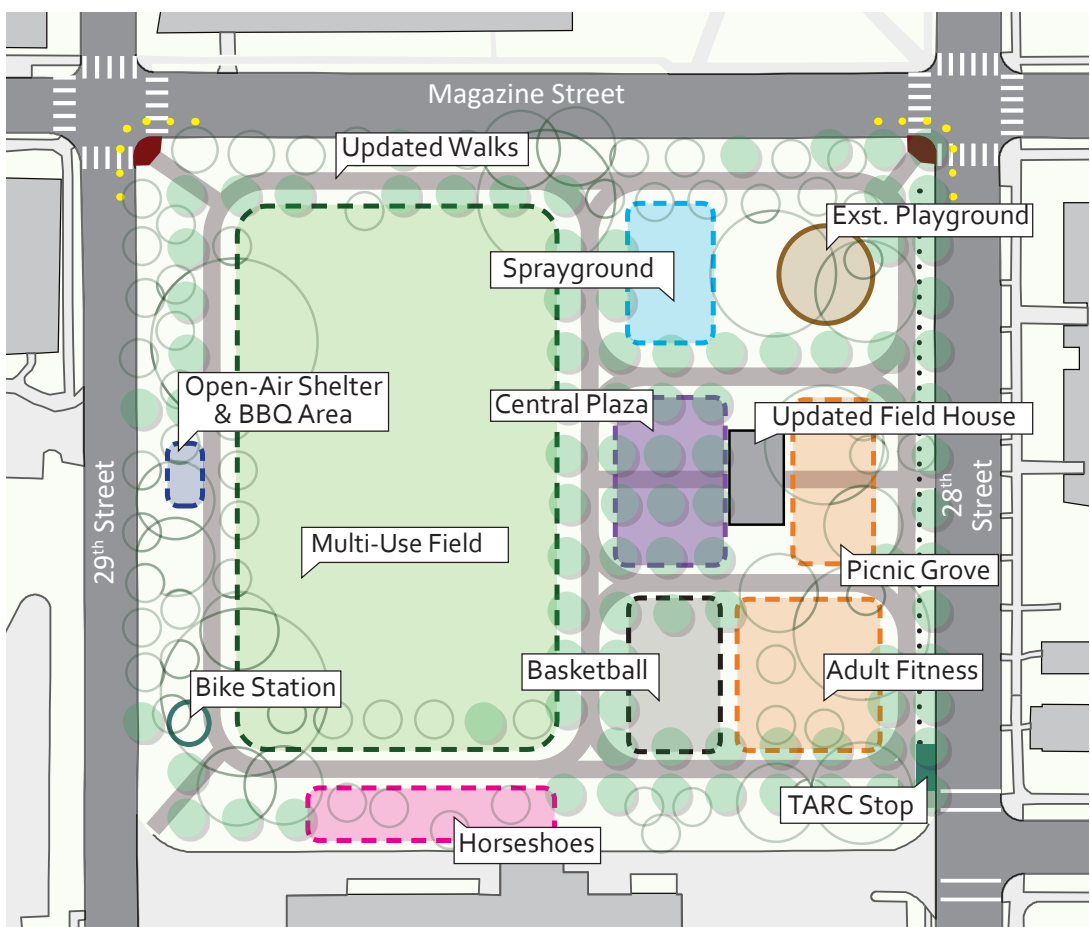 Magazine Street
Updated Walks
Exst. Playground
Sprayground
Open-Air Shelter
& BBQ Area
Central Plaza
Updated Field House
29th Street
28th
Street
Multi-Use Field
Picnic Grove
Basketball
Adult Fitness
Bike Station
TARC Stop
Horseshoes